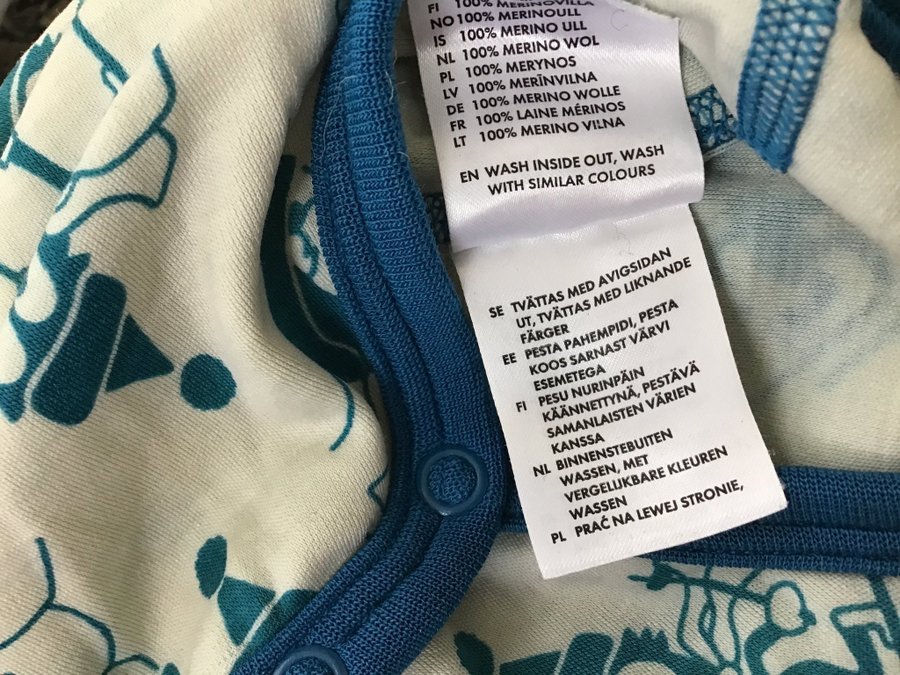 FI 100% MERINOVILLA
NO 100% MERINOULL
IS 100% MERINO ULL
NL 100% MERINO WOL
PL 100% MERYNOS
LV 100% MERĪNVILNA
DE 100% MERINO WOLLE
FR 100% LAINE MÉRINOS
LT 100% MERINO VILNA
EN WASH INSIDE OUT, WASH
WITH SIMILAR COLOURS
SE TVÄTTAS MED AVIGSIDAN
UT, TVÄTTAS MED LIKNANDE
FÄRGER
EE PESTA PAHEMPIDI, PESTA
KOOS SARNAST VÄRVI
ESEMETEGA
FI PESU NURINPÄIN
KÄÄNNETTYNÄ, PESTÄVÄ
SAMANLAISTEN VÄRIEN
KANSSA
NL BINNENSTEBUITEN
WASSEN, MET
VERGELIJKBARE KLEUREN
WASSEN
PL PRAĆ NA LEWEJ STRONIE,